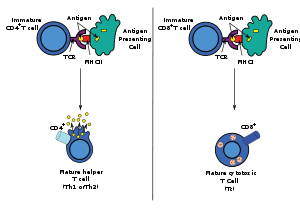 Immature
CD4+ T cell
Antigen
Antigen
Presenting
Cell
TCR
MHCII
CD4+
Mature helper
T cell
(Th1 or Th2)
Immature
CD8+ T cell
Antigen
Antigen
Presenting
Cell
TCR
MHCI
CD8+
Mature cytotoxic
T Cell
(Tc)